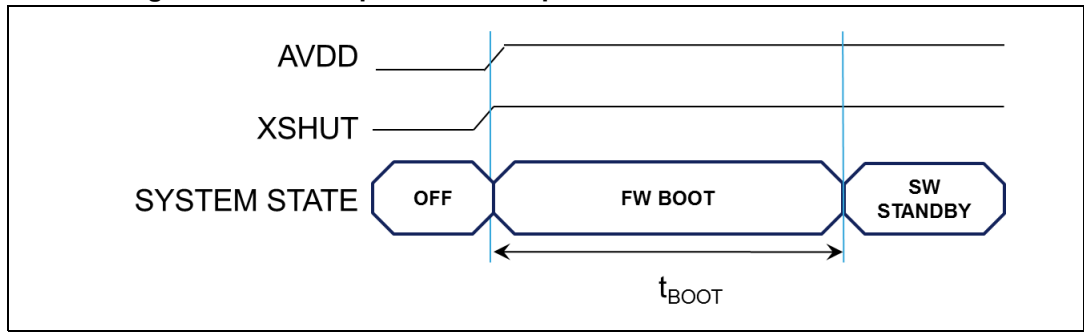 AVDD
XSHUT
SYSTEM STATE OFF FW BOOT SW STANDBY
tBOOT